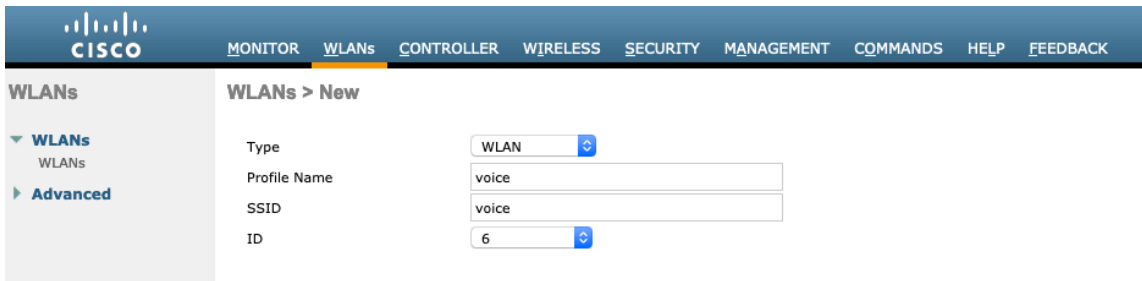 CISCO MONITOR WLANs CONTROLLER WIRELESS SECURITY MANAGEMENT COMMANDS HELP FEEDBACK
WLANs
WLANs > New
WLANs
WLANs
Advanced
Type WLAN
Profile Name voice
SSID voice
ID 6